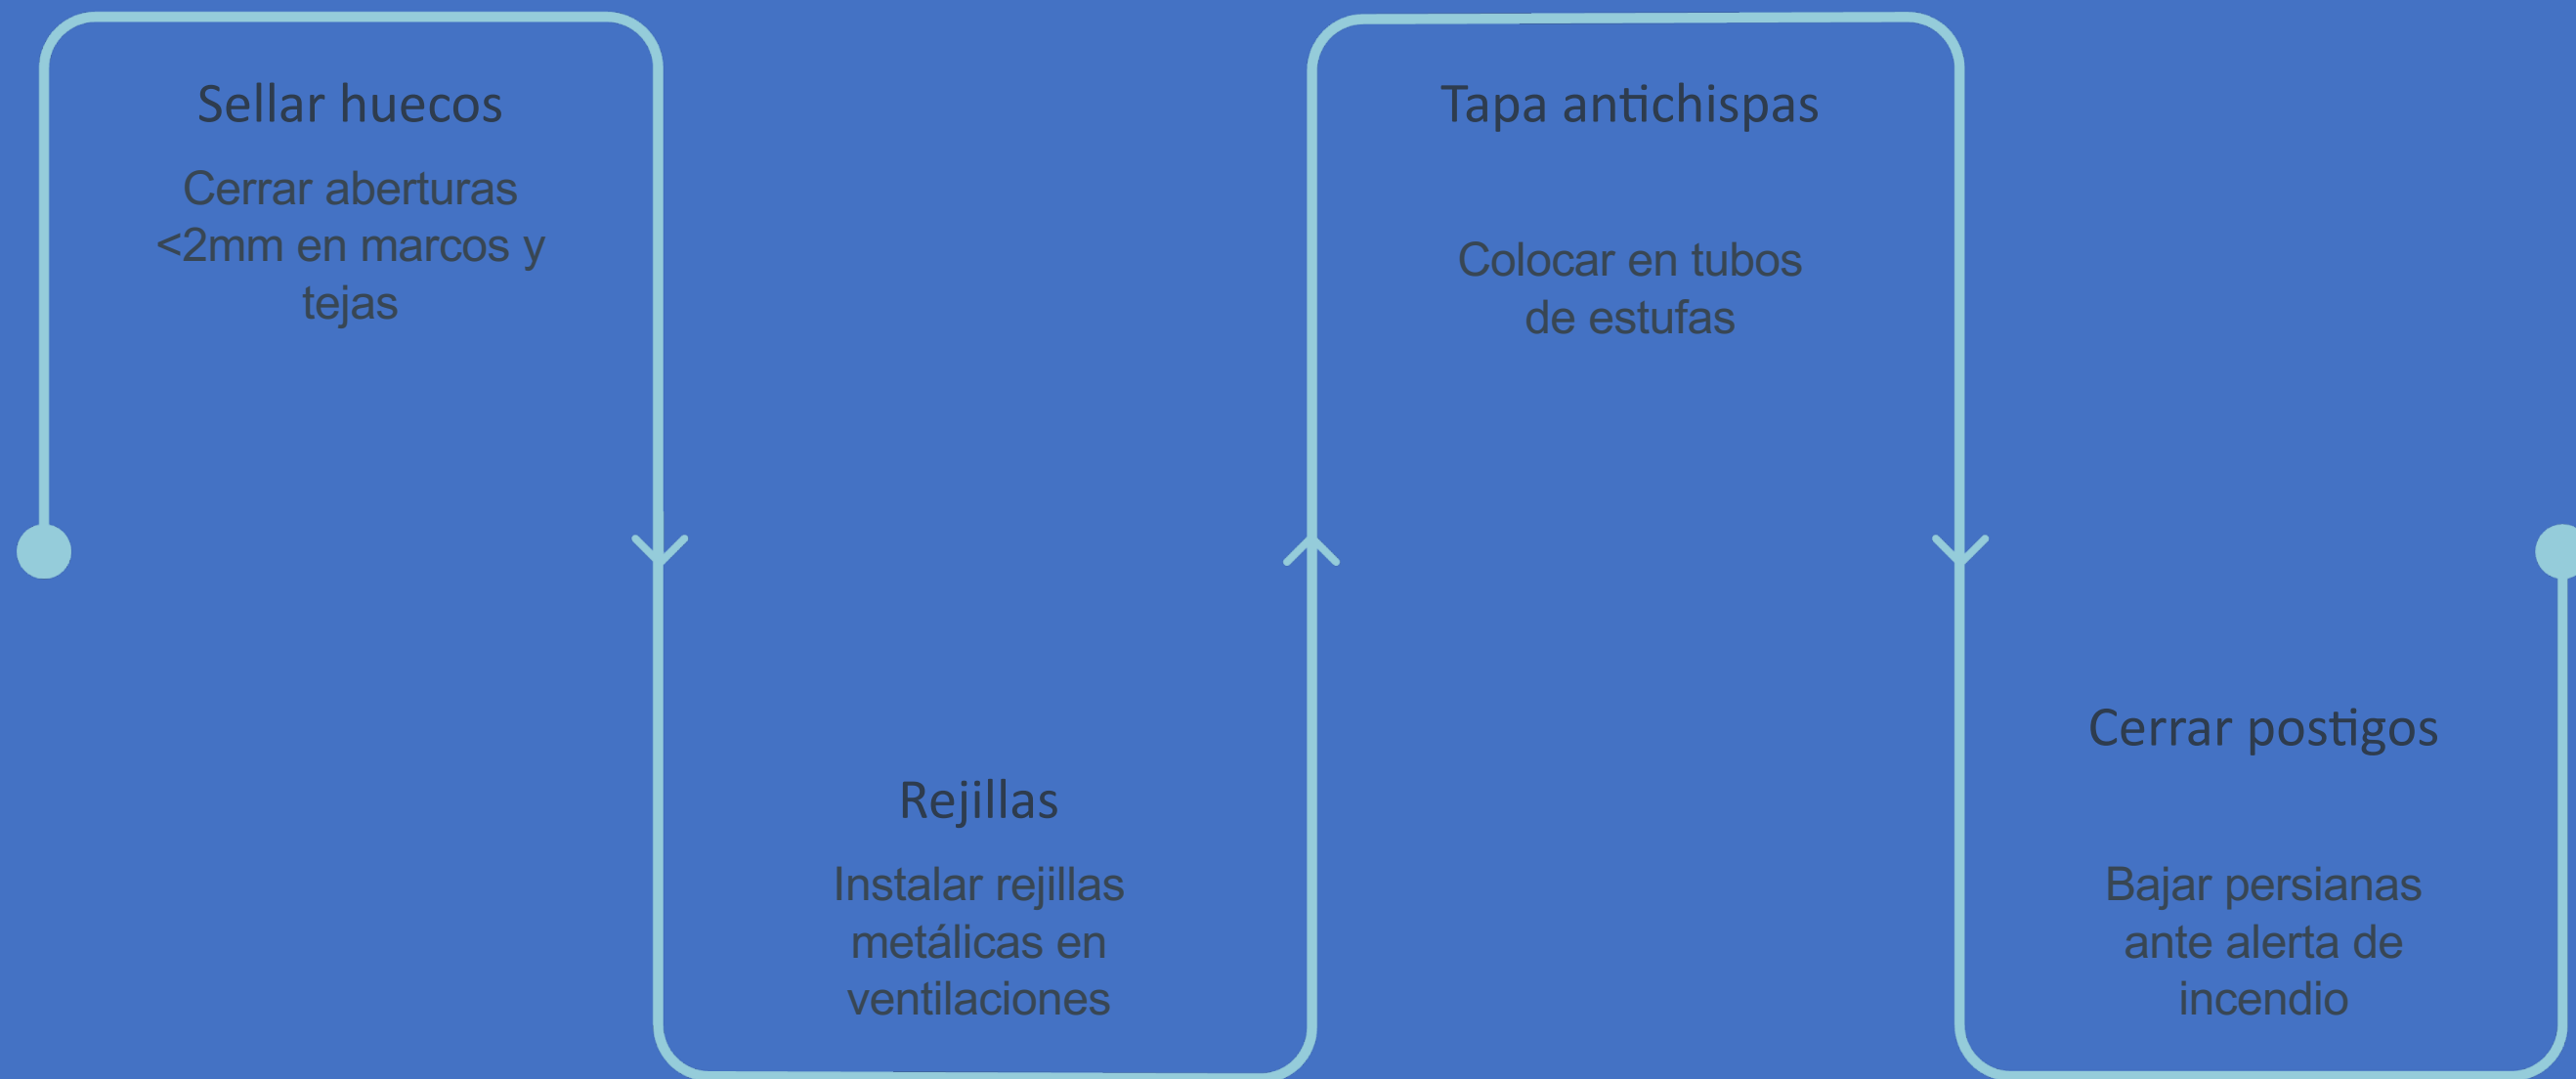 Sellar huecos
Cerrar aberturas
<2mm en marcos y
tejas
Rejillas
Instalar rejillas
metálicas en
ventilaciones
Tapa antichispas
Colocar en tubos
de estufas
Cerrar postigos
Bajar persianas
ante alerta de
incendio